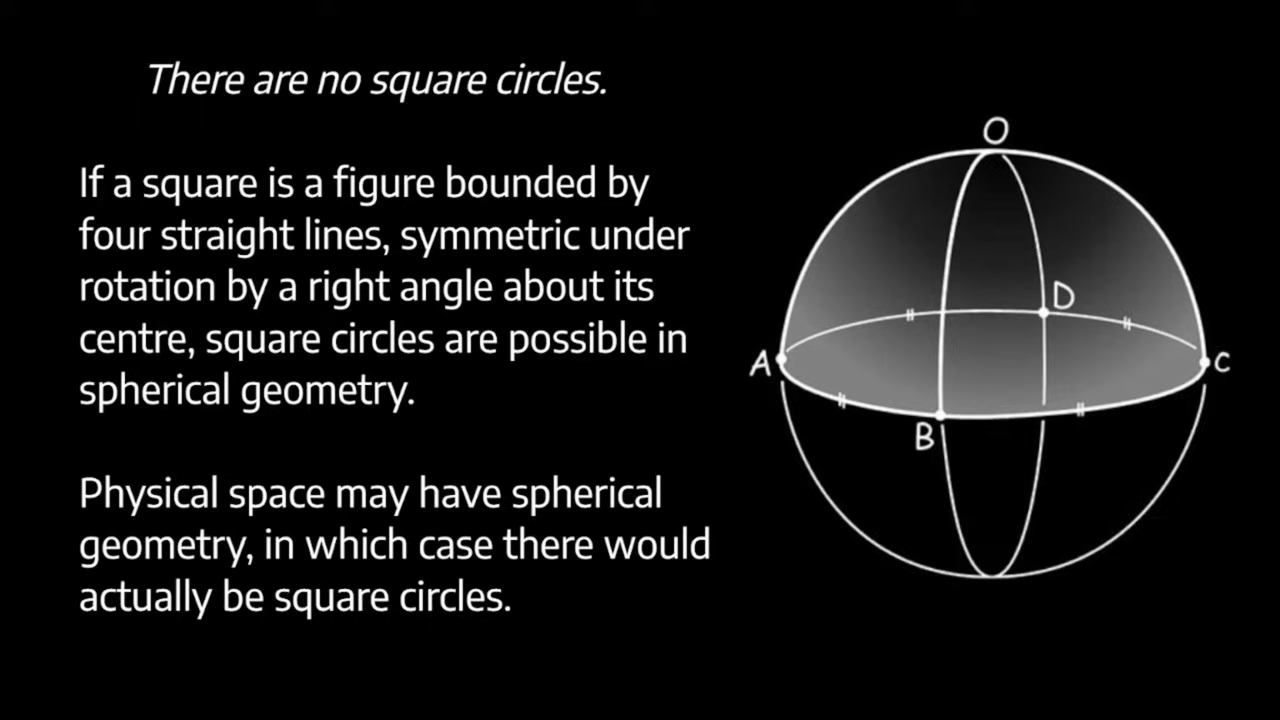 There are no square circles.
If a square is a figure bounded by
four straight lines, symmetric under
rotation by a right angle about its
centre, square circles are possible in
spherical geometry.
Physical space may have spherical
geometry, in which case there would
actually be square circles.
O
D
A
C
B